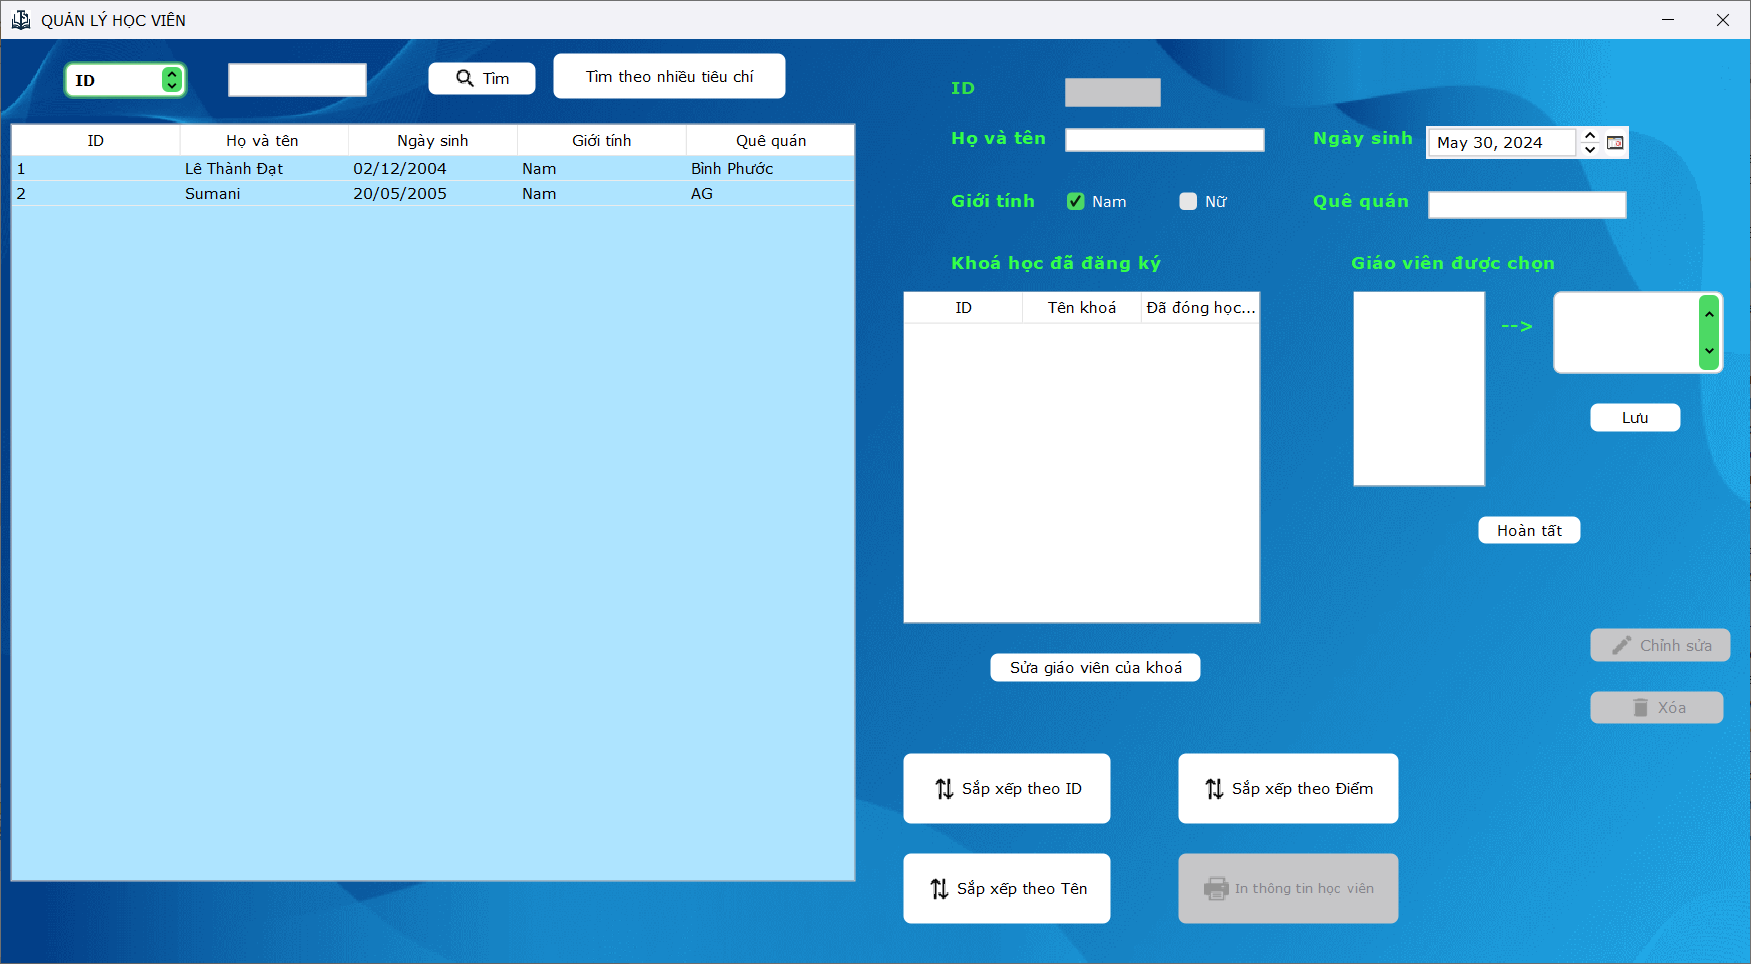 QUẢN LÝ HỌC VIÊN
ID
Tìm
Tìm theo nhiều tiêu chí
ID Họ và tên Ngày sinh Giới tính Quê quán
1 Lê Thành Đạt 02/12/2004 Nam Bình Phước
2 Sumani 20/05/2005 Nam AG
ID
Họ và tên
Ngày sinh May 30, 2024
Giới tính Nam Nữ
Quê quán
Khoá học đã đăng ký
ID Tên khoá Đã đóng học...
Giáo viên được chọn
-->
Lưu
Hoàn tất
Sửa giáo viên của khoá
Chỉnh sửa
Xóa
Sắp xếp theo ID
Sắp xếp theo Điểm
Sắp xếp theo Tên
In thông tin học viên